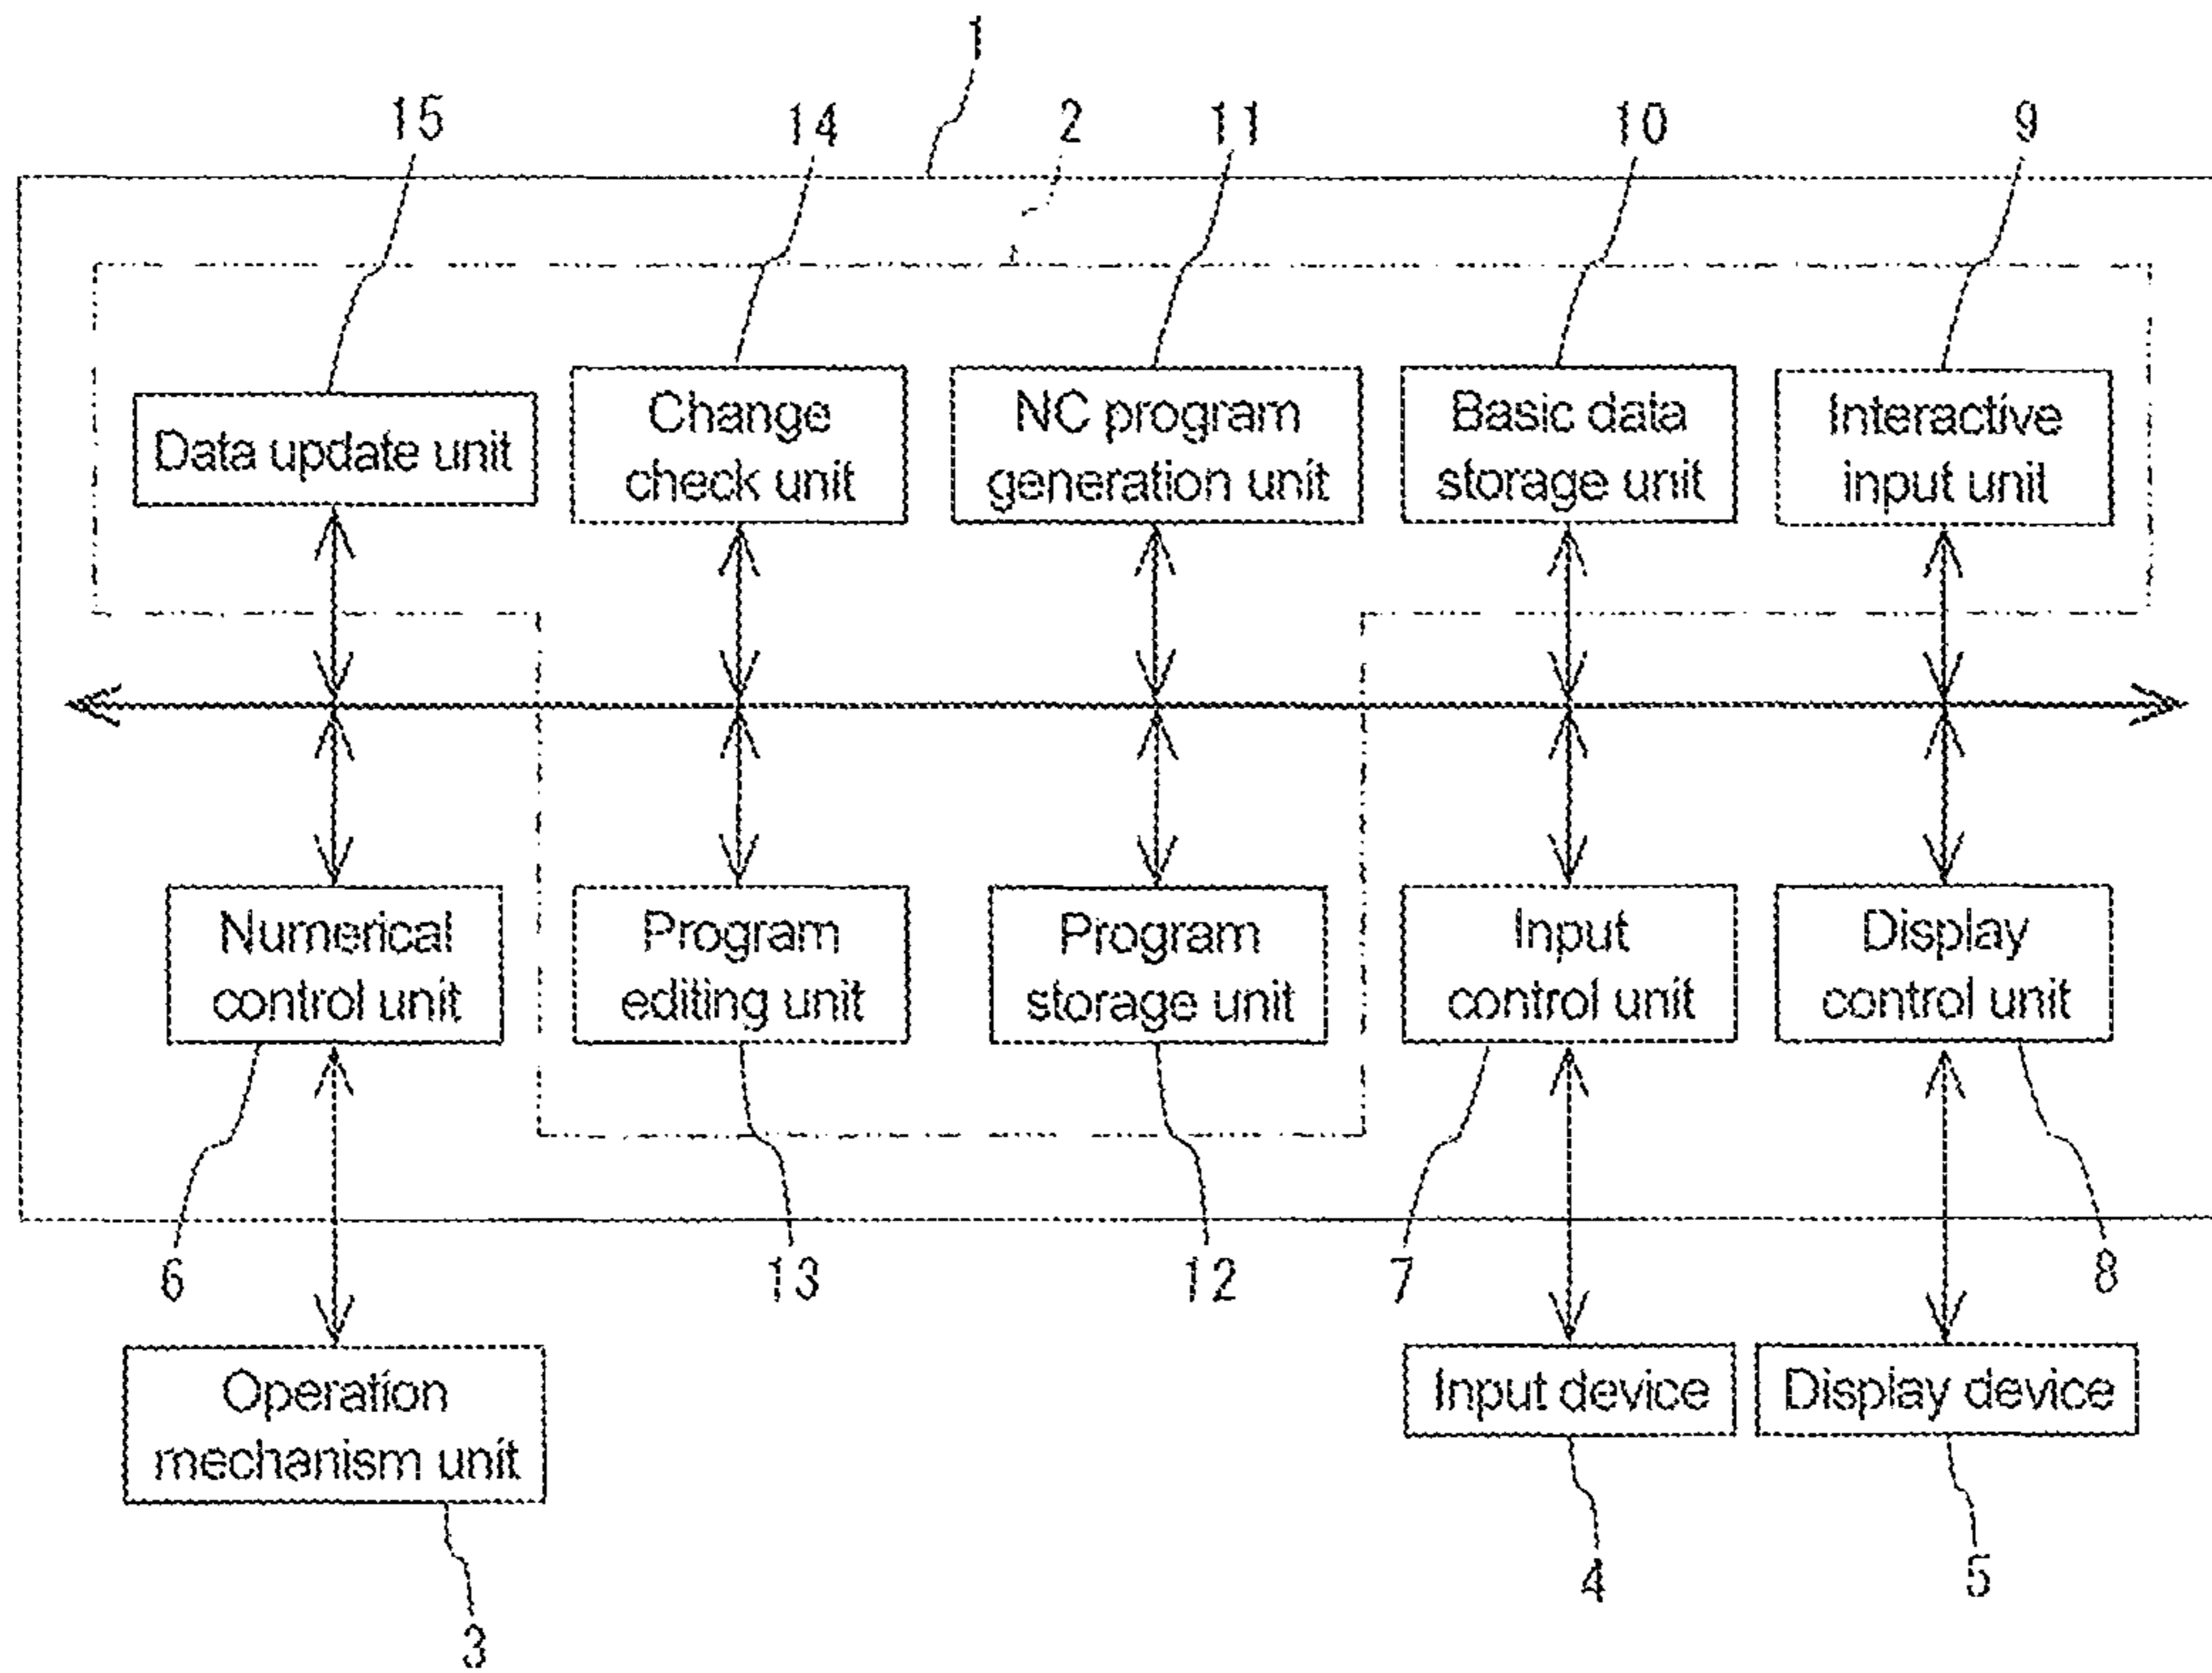 1
15
14
2
11
10
9
Data update unit
Change
check unit
NC program
generation unit
Basic data
storage unit
Interactive
input unit
Numerical
control unit
Program
editing unit
Program
storage unit
Input
control unit
Display
control unit
6
13
12
7
8
Operation
mechanism unit
Input device
Display device
3
4
5